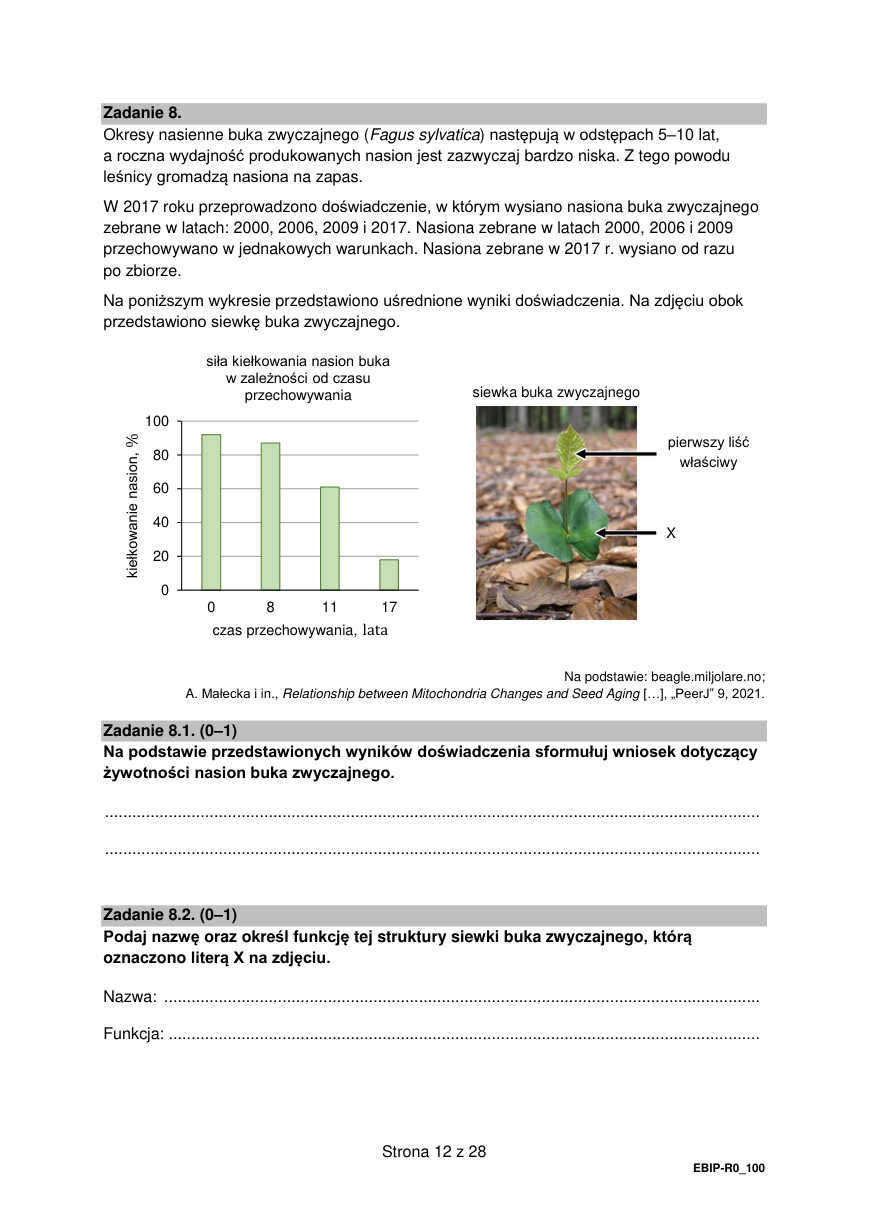 Zadanie 8.
Okresy nasienne buka zwyczajnego (Fagus sylvatica) następują w odstępach 5–10 lat,
a roczna wydajność produkowanych nasion jest zazwyczaj bardzo niska. Z tego powodu
leśnicy gromadzą nasiona na zapas.
W 2017 roku przeprowadzono doświadczenie, w którym wysiano nasiona buka zwyczajnego
zebrane w latach: 2000, 2006, 2009 i 2017. Nasiona zebrane w latach 2000, 2006 i 2009
przechowywano w jednakowych warunkach. Nasiona zebrane w 2017 r. wysiano od razu
po zbiorze.
Na poniższym wykresie przedstawiono uśrednione wyniki doświadczenia. Na zdjęciu obok
przedstawiono siewkę buka zwyczajnego.
siła kiełkowania nasion buka
w zależności od czasu
przechowywania
kiełkowanie nasion, %
100
80
60
40
20
0
0 8 11 17
czas przechowywania, lata
siewka buka zwyczajnego
pierwszy liść
właściwy
X
Na podstawie: beagle.miljolare.no;
A. Małecka i in., Relationship between Mitochondria Changes and Seed Aging […], „PeerJ” 9, 2021.
Zadanie 8.1. (0–1)
Na podstawie przedstawionych wyników doświadczenia sformułuj wniosek dotyczący
żywotności nasion buka zwyczajnego.
Zadanie 8.2. (0–1)
Podaj nazwę oraz określ funkcję tej struktury siewki buka zwyczajnego, którą
oznaczono literą X na zdjęciu.
Nazwa: ....................................................................................................
Funkcja: ....................................................................................................
Strona 12 z 28
EBIP-R0_100